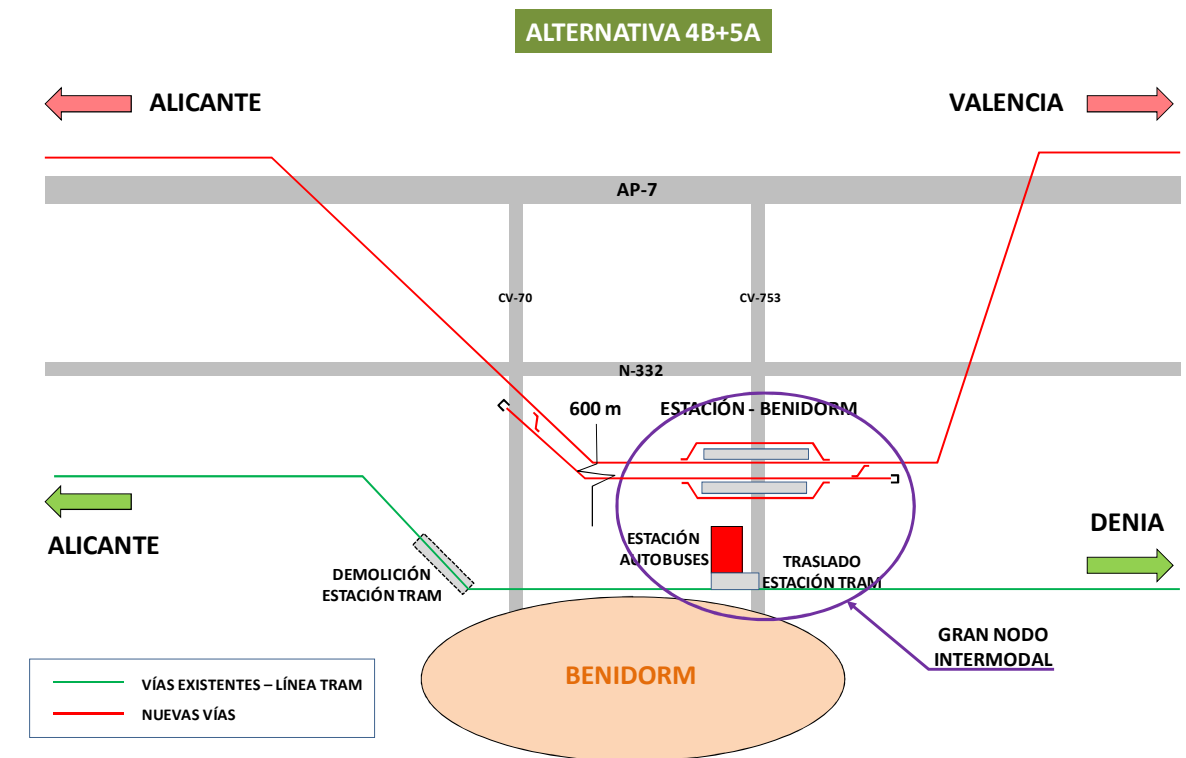 ALTERNATIVA 4B+5A
ALICANTE
VALENCIA
AP-7
CV-70
CV-753
N-332
600 m
ESTACIÓN - BENIDORM
ALICANTE
DENIA
ESTACIÓN
AUTOBUSES
TRASLADO
ESTACIÓN TRAM
DEMOLICIÓN
ESTACIÓN TRAM
GRAN NODO
INTERMODAL
BENIDORM
VÍAS EXISTENTES – LÍNEA TRAM
NUEVAS VÍAS